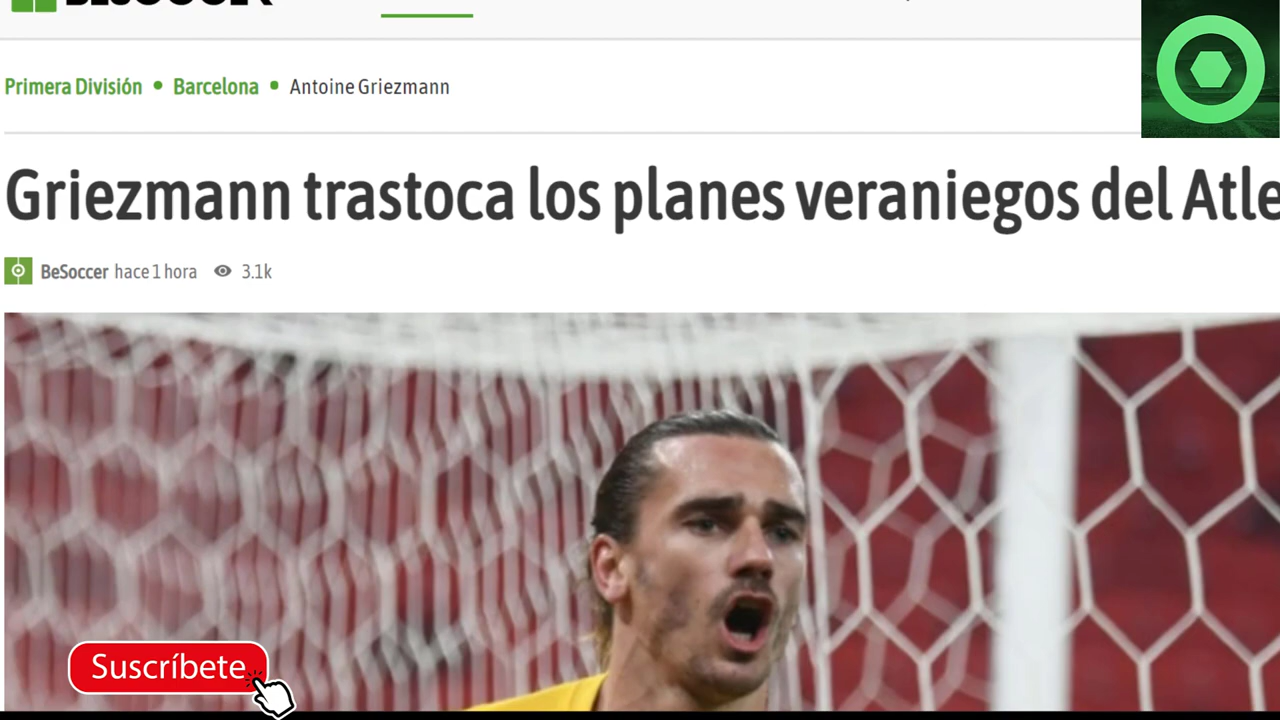 BeSoccer
Primera División • Barcelona • Antoine Griezmann
Griezmann trastoca los planes veraniegos del Atle
BeSoccer hace 1 hora 3.1k
Suscríbete